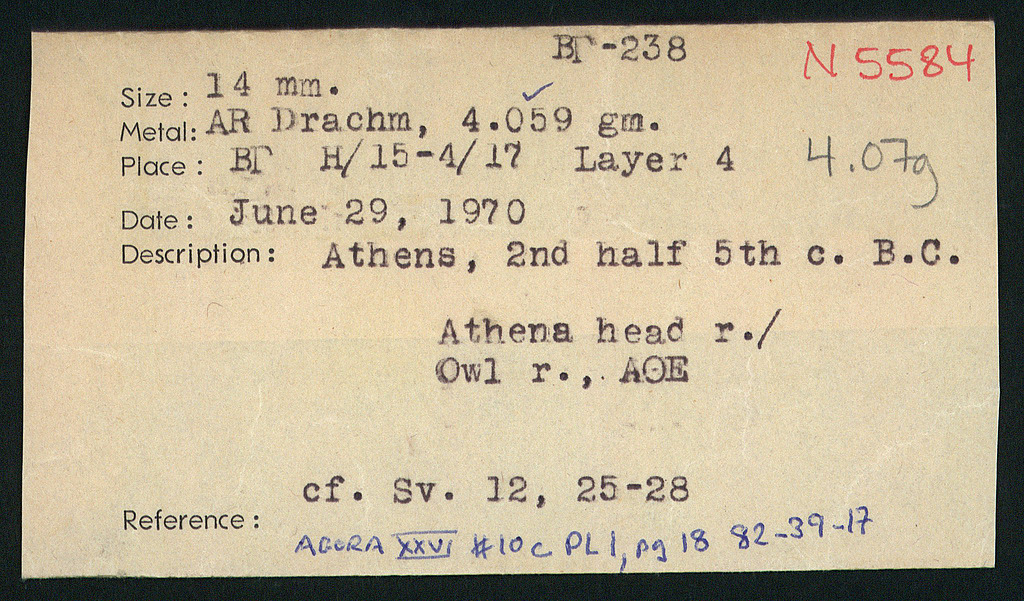 ΒΓ-238
N 5584
Size: 14 mm.
Metal: AR Drachm, 4.059 gm.
Place: ΒΓ H/15-4/17 Layer 4
4.07g
Date: June 29, 1970
Description: Athens, 2nd half 5th c. B.C.
Athena head r./
Owl r., AΘE
cf. Sv. 12, 25-28
Reference:
AGORA XXVI #10c PL 1, pg 18 82-39-17